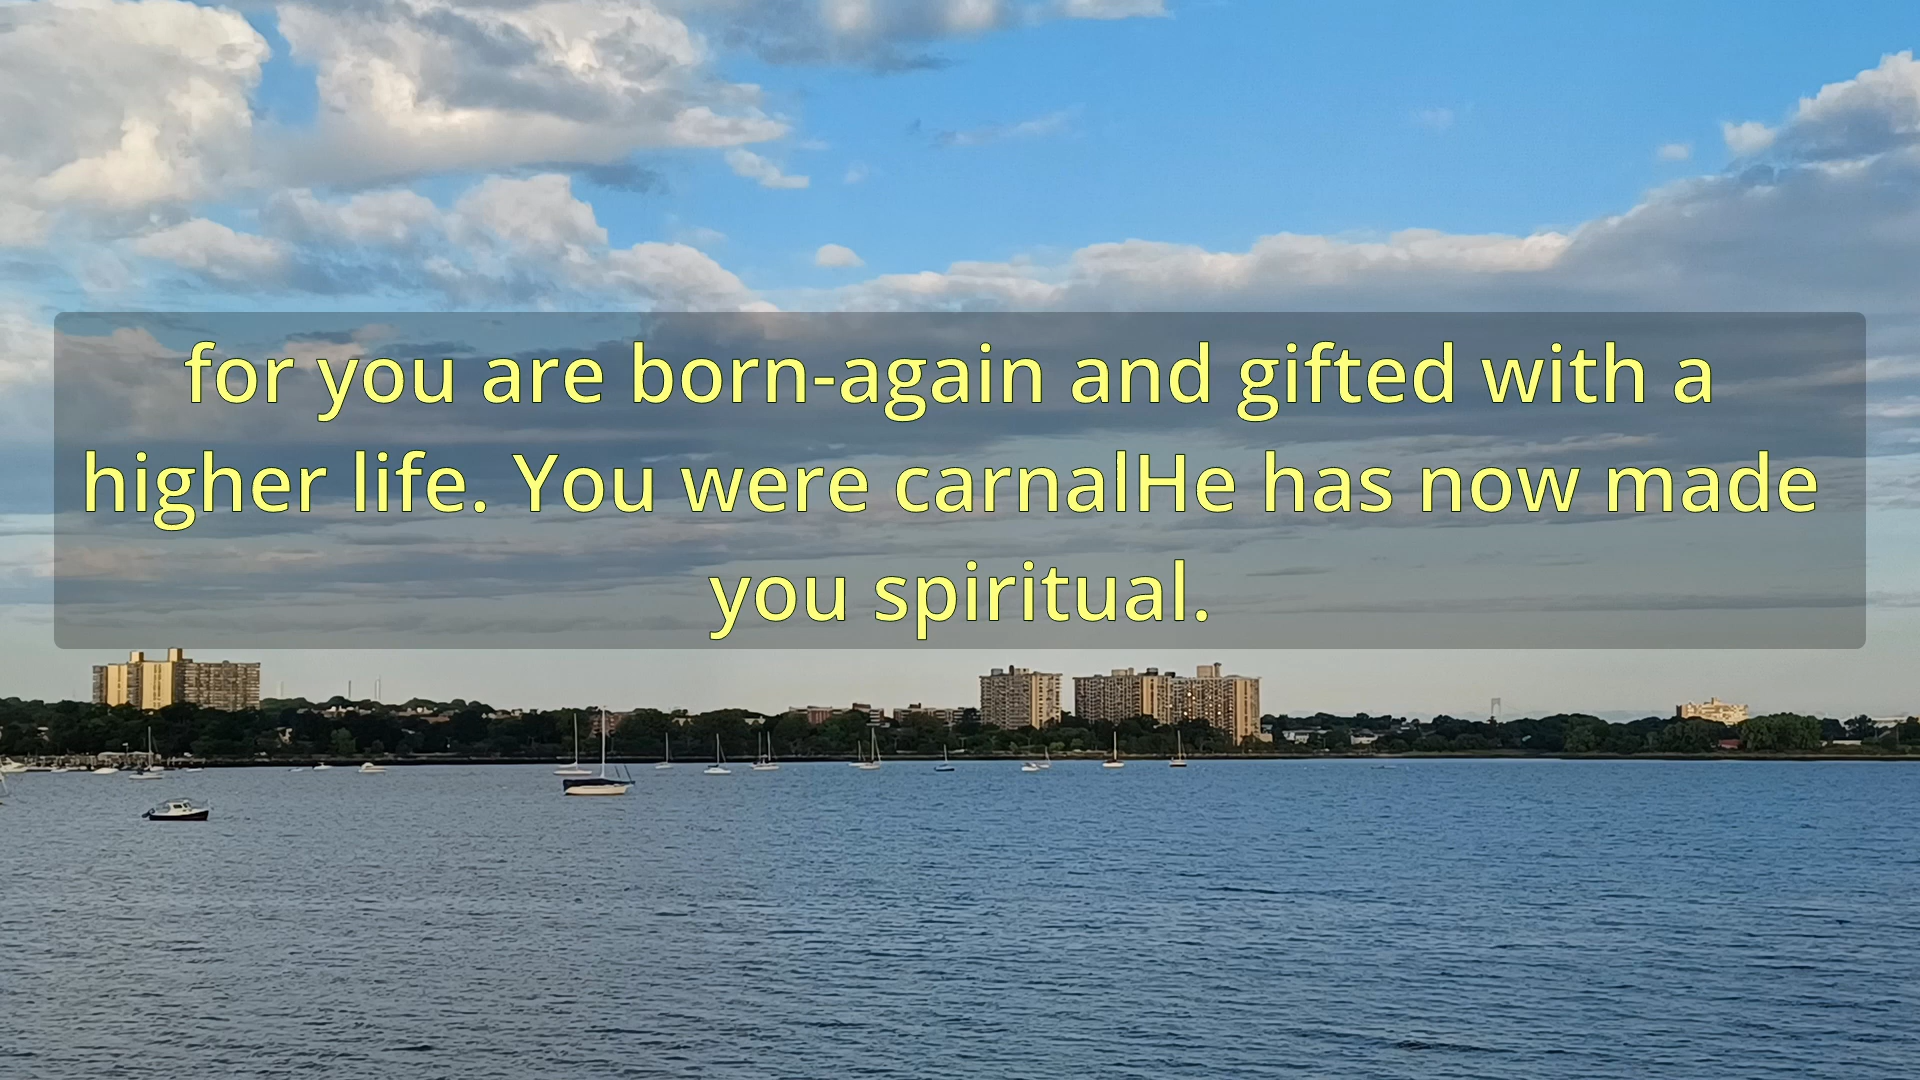 for you are born-again and gifted with a
higher life. You were carnalHe has now made
you spiritual.